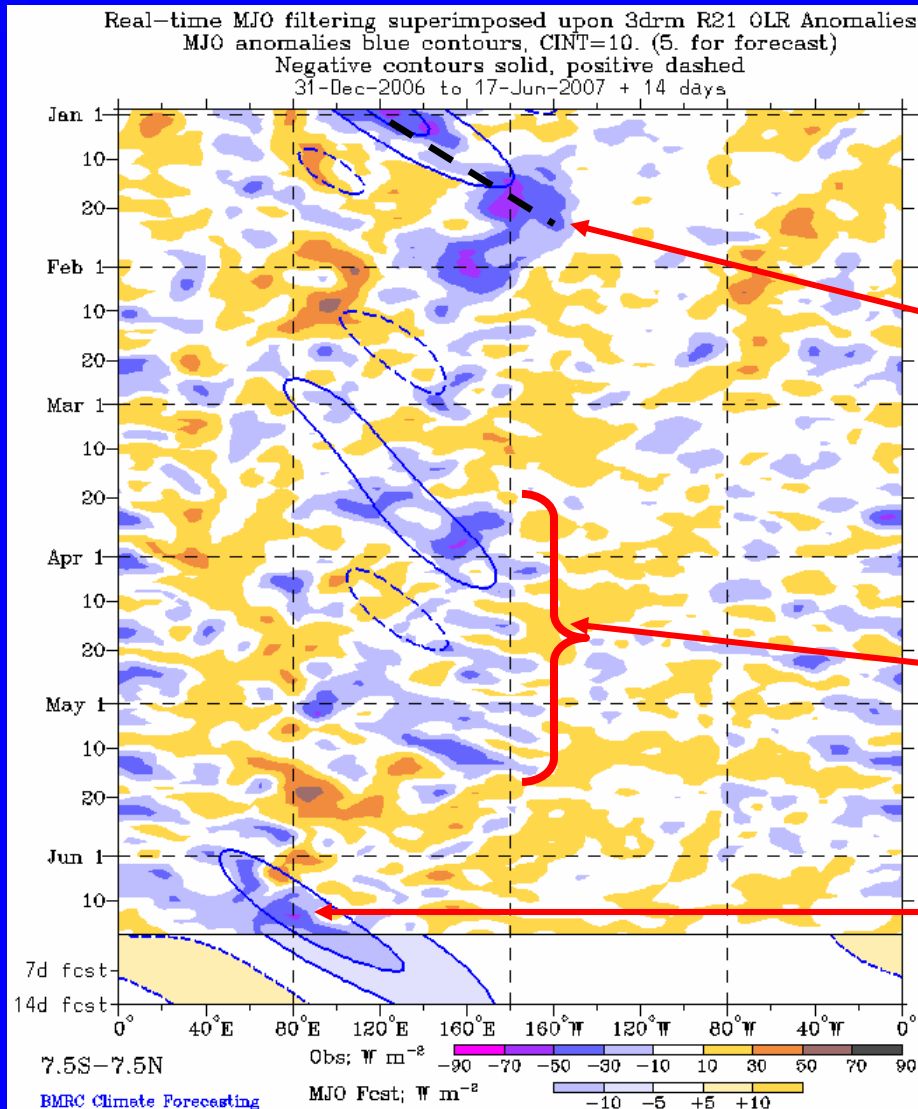 Real-time MJO filtering superimposed upon 3drm R21 OLR Anomalies
MJO anomalies blue contours, CINT=10. (5. for forecast)
Negative contours solid, positive dashed
31-Dec-2006 to 17-Jun-2007 + 14 days
Jan 1
10
20
Feb 1
10
20
Mar 1
10
20
Apr 1
10
20
May 1
10
20
Jun 1
10
7d fcst
14d fcst
0° 40°E 80°E 120°E 160°E 160°W 120°W 80°W 40°W 0°
7.5S-7.5N
Obs; W m⁻²
-90 -70 -50 -30 -10 10 30 50 70 90
BMRC Climate Forecasting
MJO Fcst; W m⁻²
-10 -5 +5 +10